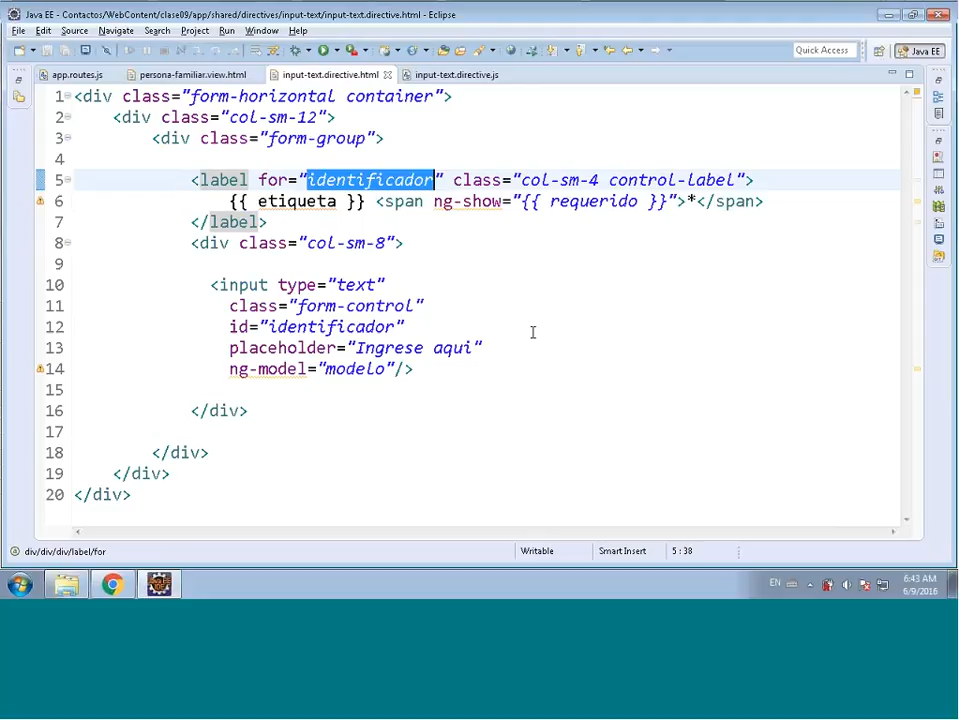 Java EE - Contactos/WebContent/clase09/app/shared/directives/input-text/input-text.directive.html - Eclipse
File Edit Source Navigate Search Project Run Window Help
Quick Access Java EE
app.routes.js persona-familiar.view.html input-text.directive.html input-text.directive.js
1 <div class="form-horizontal container">
2 <div class="col-sm-12">
3 <div class="form-group">
4
5 <label for="identificador" class="col-sm-4 control-label">
6 {{ etiqueta }} <span ng-show="{{ requerido }}">*</span>
7 </label>
8 <div class="col-sm-8">
9
10 <input type="text"
11 class="form-control"
12 id="identificador"
13 placeholder="Ingrese aqui"
14 ng-model="modelo"/>
15
16 </div>
17
18 </div>
19 </div>
20 </div>
div/div/div/label/for Writable Smart Insert 5 : 38
EN 6:43 AM
6/9/2016